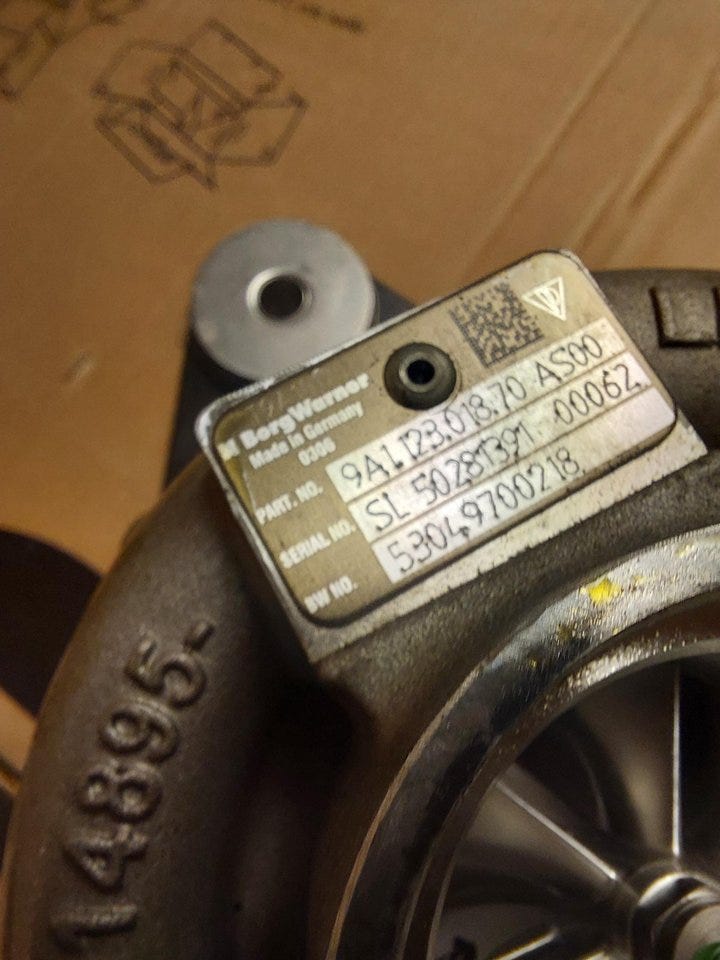 BorgWarner
Made in Germany
0306
PART. NO. 9A1.123.018.70 AS00
SERIAL NO. SL 50281391 00062
BW NO. 53049700218
14895-